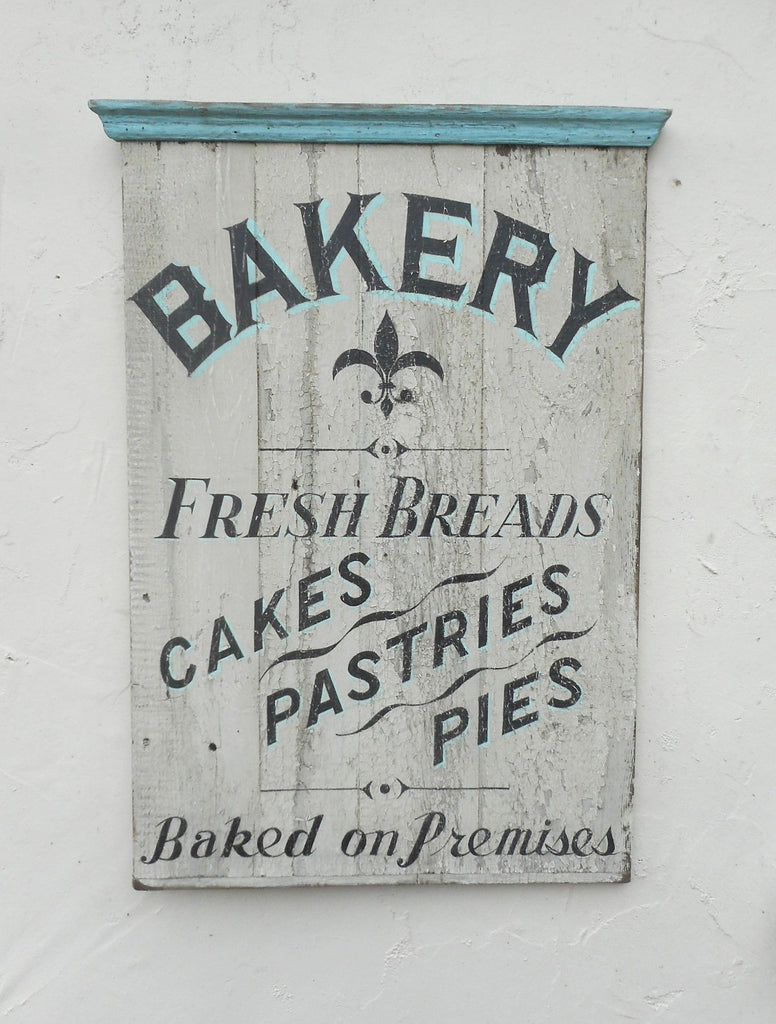 BAKERY
FRESH BREADS
CAKES
PASTRIES
PIES
Baked on Premises